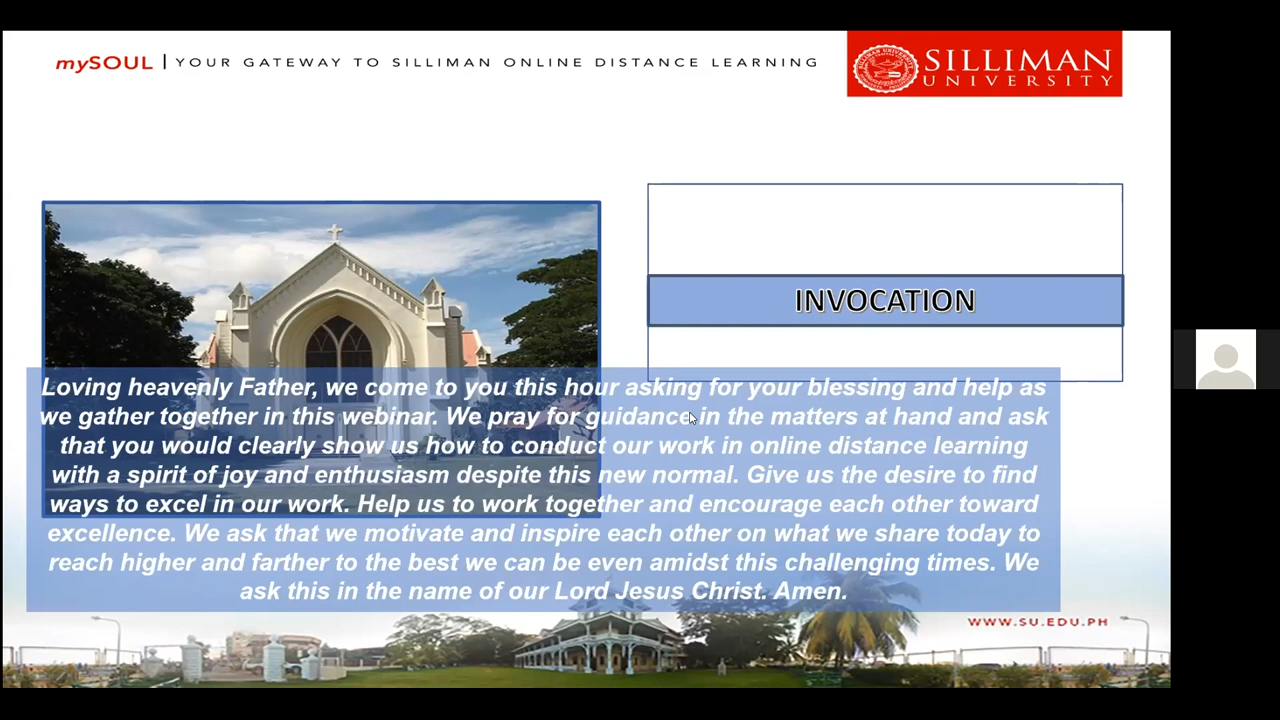 mySOUL | YOUR GATEWAY TO SILLIMAN ONLINE DISTANCE LEARNING
SILLIMAN
UNIVERSITY
INVOCATION
Loving heavenly Father, we come to you this hour asking for your blessing and help as
we gather together in this webinar. We pray for guidance in the matters at hand and ask
that you would clearly show us how to conduct our work in online distance learning
with a spirit of joy and enthusiasm despite this new normal. Give us the desire to find
ways to excel in our work. Help us to work together and encourage each other toward
excellence. We ask that we motivate and inspire each other on what we share today to
reach higher and farther to the best we can be even amidst this challenging times. We
ask this in the name of our Lord Jesus Christ. Amen.
WWW.SU.EDU.PH